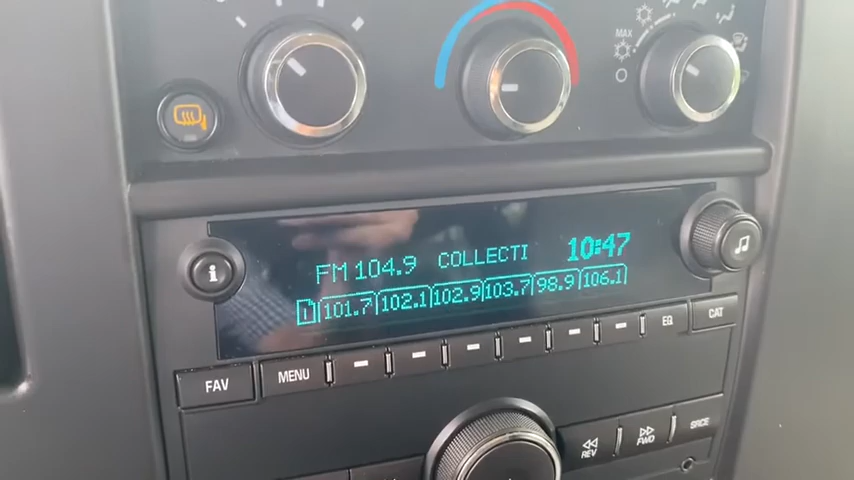 MAX
FM 104.9 COLLECTI 10:47
1 101.7 102.1 102.9 103.7 98.9 106.1
i
FAV
MENU
EQ
CAT
REV
FWD
SRCE